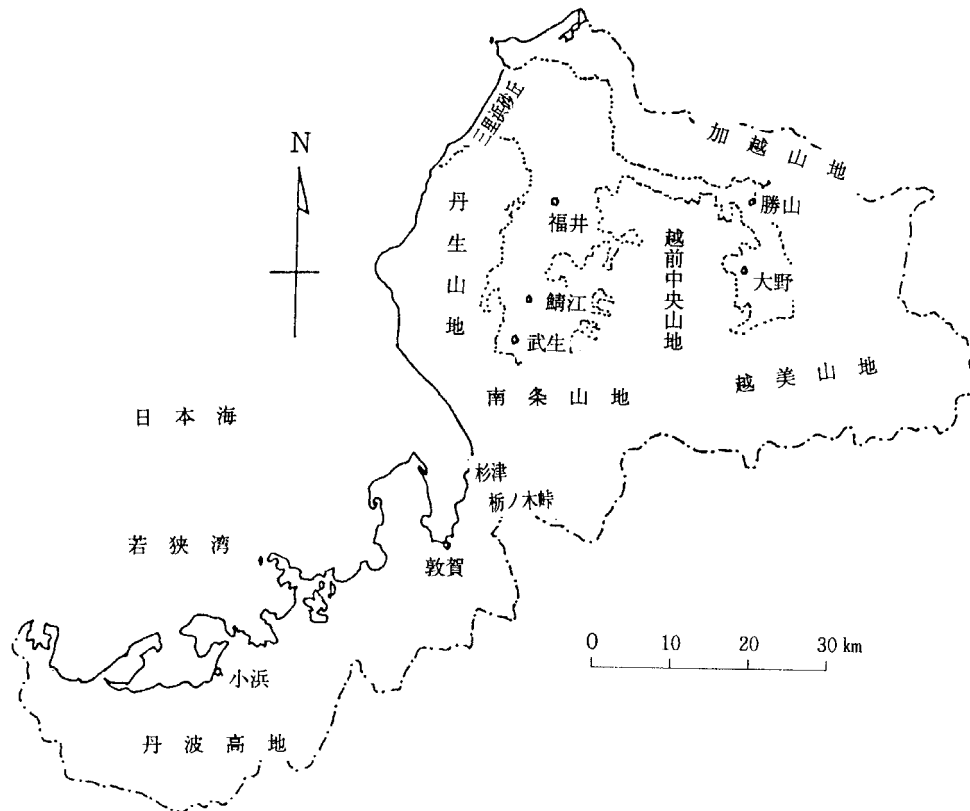 N
三里浜砂丘
加越山地
丹生山地
福井
勝山
越前中央山地
大野
鯖江
武生
南条山地
越美山地
日本海
杉津
栃ノ木峠
若狭湾
敦賀
0 10 20 30 km
小浜
丹波高地